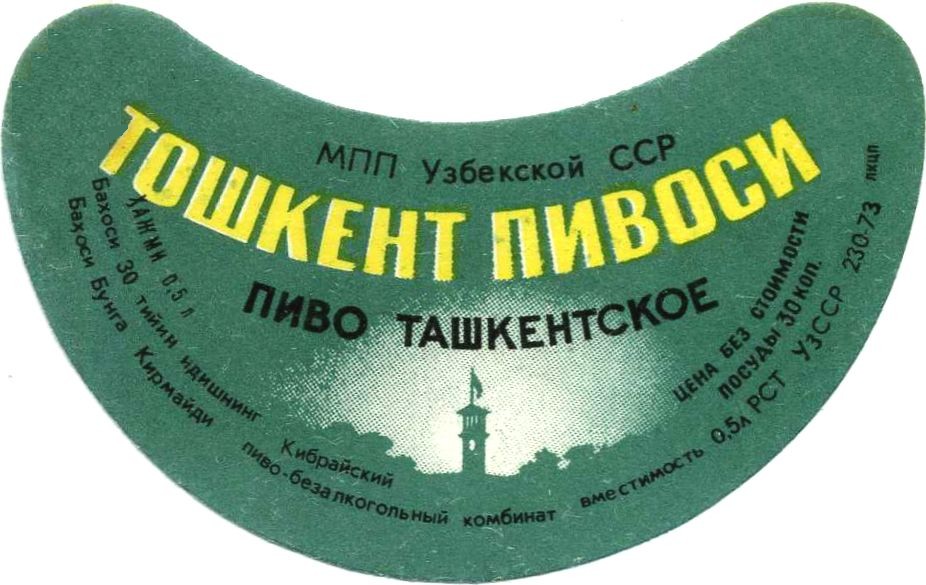 МПП Узбекской ССР
ТОШКЕНТ ПИВОСИ
ПИВО ТАШКЕНТСКОЕ
ҲАЖМИ 0,5 л
Бахоси 30 тийин идишнинг
Бахоси Бунга Кирмайди
Кибрайский
пиво-безалкогольный комбинат
вместимость 0,5л РСТ УЗССР 230-73 лкцп
ЦЕНА БЕЗ СТОИМОСТИ
ПОСУДЫ 30 КОП.